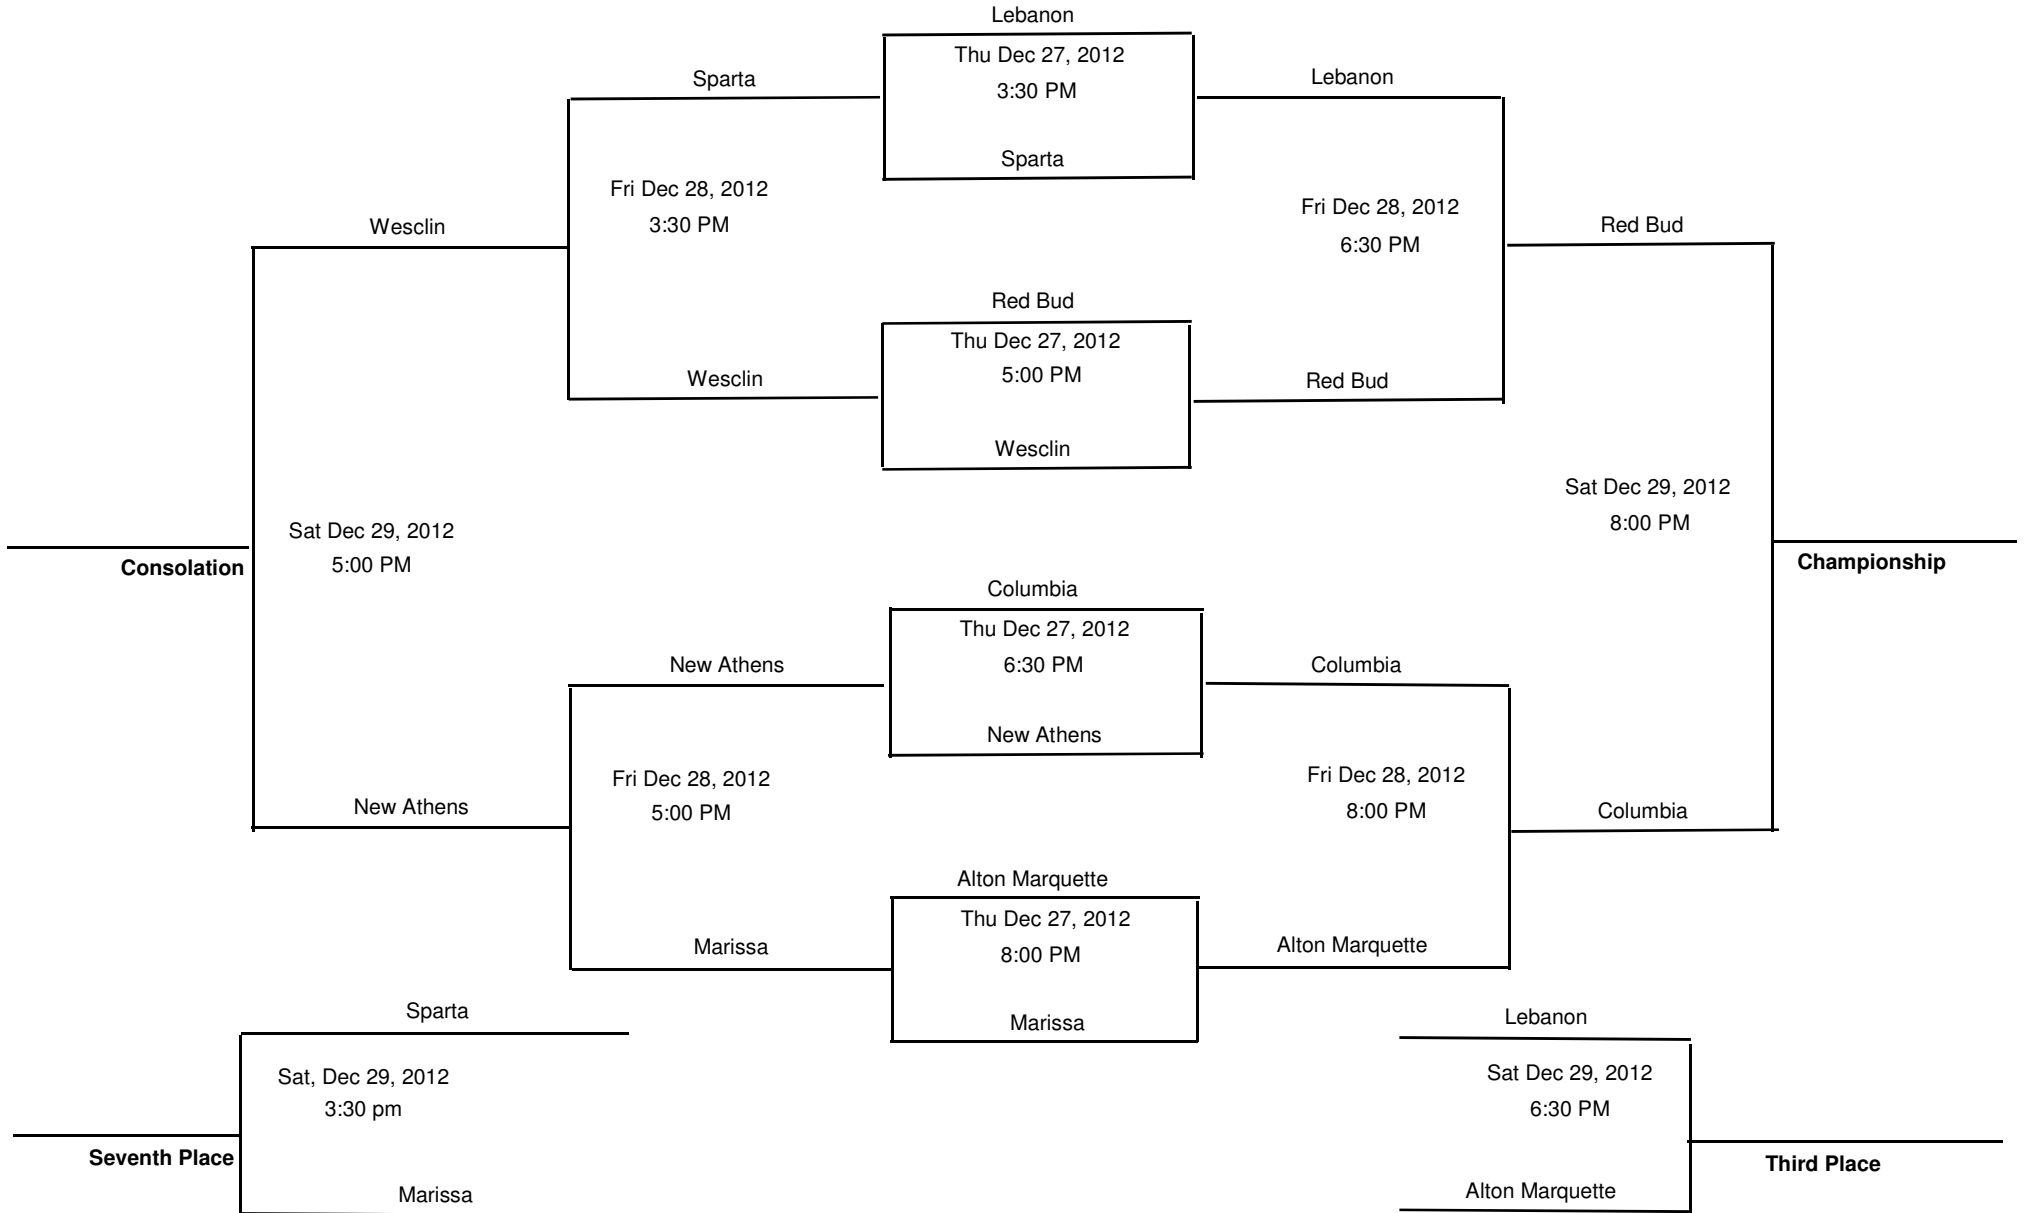 Lebanon
Thu Dec 27, 2012
Sparta
3:30 PM
Lebanon
Sparta
Fri Dec 28, 2012
3:30 PM
Fri Dec 28, 2012
6:30 PM
Wesclin
Red Bud
Red Bud
Thu Dec 27, 2012
Wesclin
5:00 PM
Red Bud
Wesclin
Sat Dec 29, 2012
8:00 PM
Sat Dec 29, 2012
5:00 PM
Consolation
Championship
Columbia
Thu Dec 27, 2012
New Athens
6:30 PM
Columbia
New Athens
Fri Dec 28, 2012
5:00 PM
Fri Dec 28, 2012
8:00 PM
New Athens
Columbia
Alton Marquette
Thu Dec 27, 2012
Marissa
8:00 PM
Alton Marquette
Sparta
Marissa
Lebanon
Sat, Dec 29, 2012
3:30 pm
Sat Dec 29, 2012
6:30 PM
Seventh Place
Third Place
Marissa
Alton Marquette